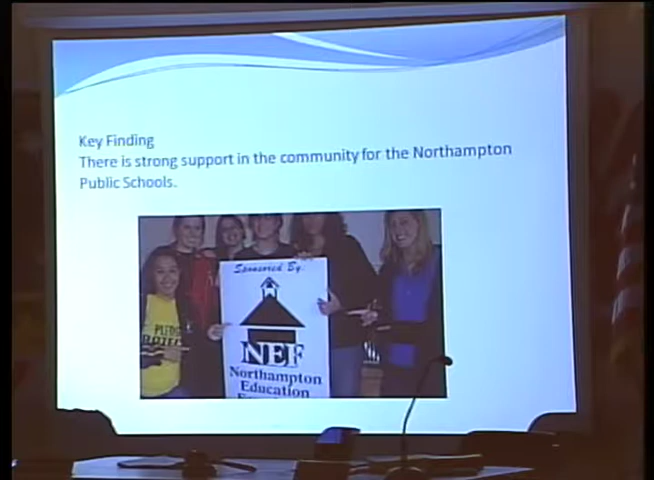 Key Finding
There is strong support in the community for the Northampton
Public Schools.
Sponsored By:
NEF
Northampton
Education